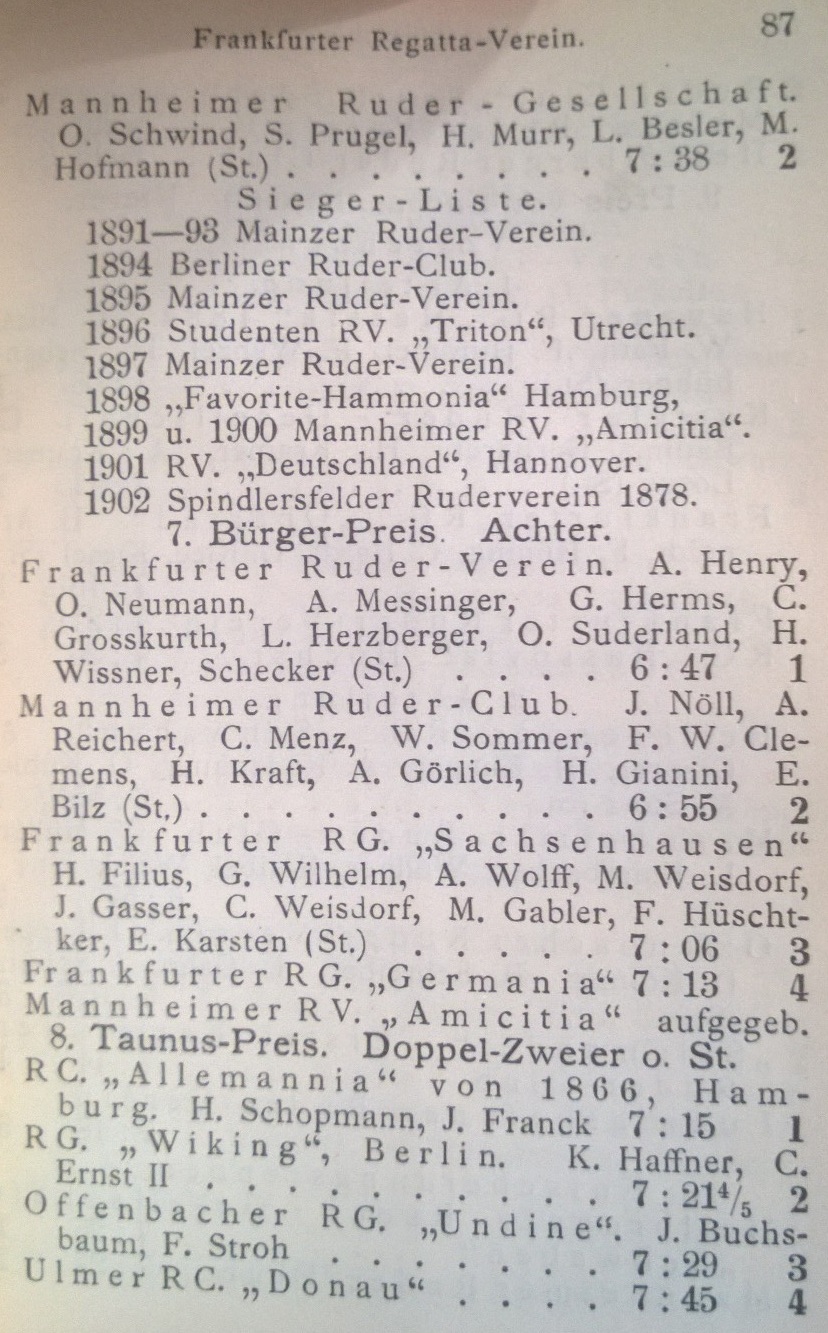 Frankfurter Regatta-Verein. 87
Mannheimer Ruder-Gesellschaft.
O. Schwind, S. Prugel, H. Murr, L. Besler, M.
Hofmann (St.) . . . . . . . . 7 : 38 2
Sieger-Liste.
1891—93 Mainzer Ruder-Verein.
1894 Berliner Ruder-Club.
1895 Mainzer Ruder-Verein.
1896 Studenten RV. „Triton“, Utrecht.
1897 Mainzer Ruder-Verein.
1898 „Favorite-Hammonia“ Hamburg,
1899 u. 1900 Mannheimer RV. „Amicitia“.
1901 RV. „Deutschland“, Hannover.
1902 Spindlersfelder Ruderverein 1878.
7. Bürger-Preis. Achter.
Frankfurter Ruder-Verein. A. Henry,
O. Neumann, A. Messinger, G. Herms, C.
Grosskurth, L. Herzberger, O. Suderland, H.
Wissner, Schecker (St.) . . . . 6 : 47 1
Mannheimer Ruder-Club. J. Nöll, A.
Reichert, C. Menz, W. Sommer, F. W. Cle-
mens, H. Kraft, A. Görlich, H. Gianini, E.
Bilz (St.) . . . . . . . . . . 6 : 55 2
Frankfurter RG. „Sachsenhausen“
H. Filius, G. Wilhelm, A. Wolff, M. Weisdorf,
J. Gasser, C. Weisdorf, M. Gabler, F. Hüscht-
ker, E. Karsten (St.) . . . . . 7 : 06 3
Frankfurter RG. „Germania“ 7 : 13 4
Mannheimer RV. „Amicitia“ aufgegeb.
8. Taunus-Preis. Doppel-Zweier o. St.
RC. „Allemannia“ von 1866, Ham-
burg. H. Schopmann, J. Franck 7 : 15 1
RG. „Wiking“, Berlin. K. Haffner, C.
Ernst II . . . . . . . . . . 7 : 21⁴/₅ 2
Offenbacher RG. „Undine“. J. Buchs-
baum, F. Stroh . . . . . . . 7 : 29 3
Ulmer RC. „Donau“ . . . . 7 : 45 4